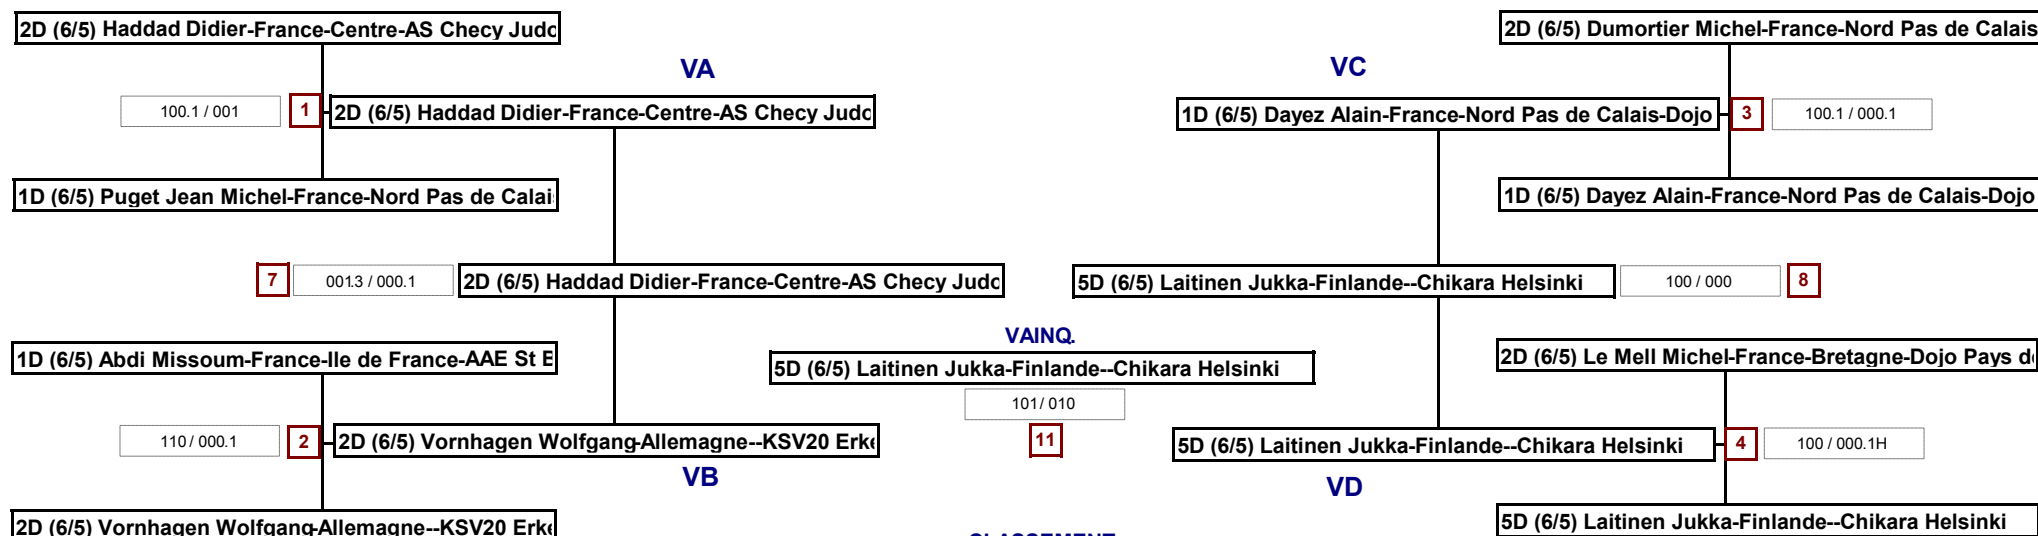 2D (6/5) Haddad Didier-France-Centre-AS Checy Judo
2D (6/5) Dumortier Michel-France-Nord Pas de Calais
VA
VC
100.1 / 001
1
2D (6/5) Haddad Didier-France-Centre-AS Checy Judo
1D (6/5) Dayez Alain-France-Nord Pas de Calais-Dojo
3
100.1 / 000.1
1D (6/5) Puget Jean Michel-France-Nord Pas de Calai
1D (6/5) Dayez Alain-France-Nord Pas de Calais-Dojo
7
001.3 / 000.1
2D (6/5) Haddad Didier-France-Centre-AS Checy Judo
5D (6/5) Laitinen Jukka-Finlande--Chikara Helsinki
100 / 000
8
VAINQ.
1D (6/5) Abdi Missoum-France-Ile de France-AAE St
5D (6/5) Laitinen Jukka-Finlande--Chikara Helsinki
2D (6/5) Le Mell Michel-France-Bretagne-Dojo Pays d
101 / 010
110 / 000.1
2
2D (6/5) Vornhagen Wolfgang-Allemagne--KSV20 Erke
11
5D (6/5) Laitinen Jukka-Finlande--Chikara Helsinki
4
100 / 000.1H
VB
VD
2D (6/5) Vornhagen Wolfgang-Allemagne--KSV20 Erke
5D (6/5) Laitinen Jukka-Finlande--Chikara Helsinki
CLASSEMENT